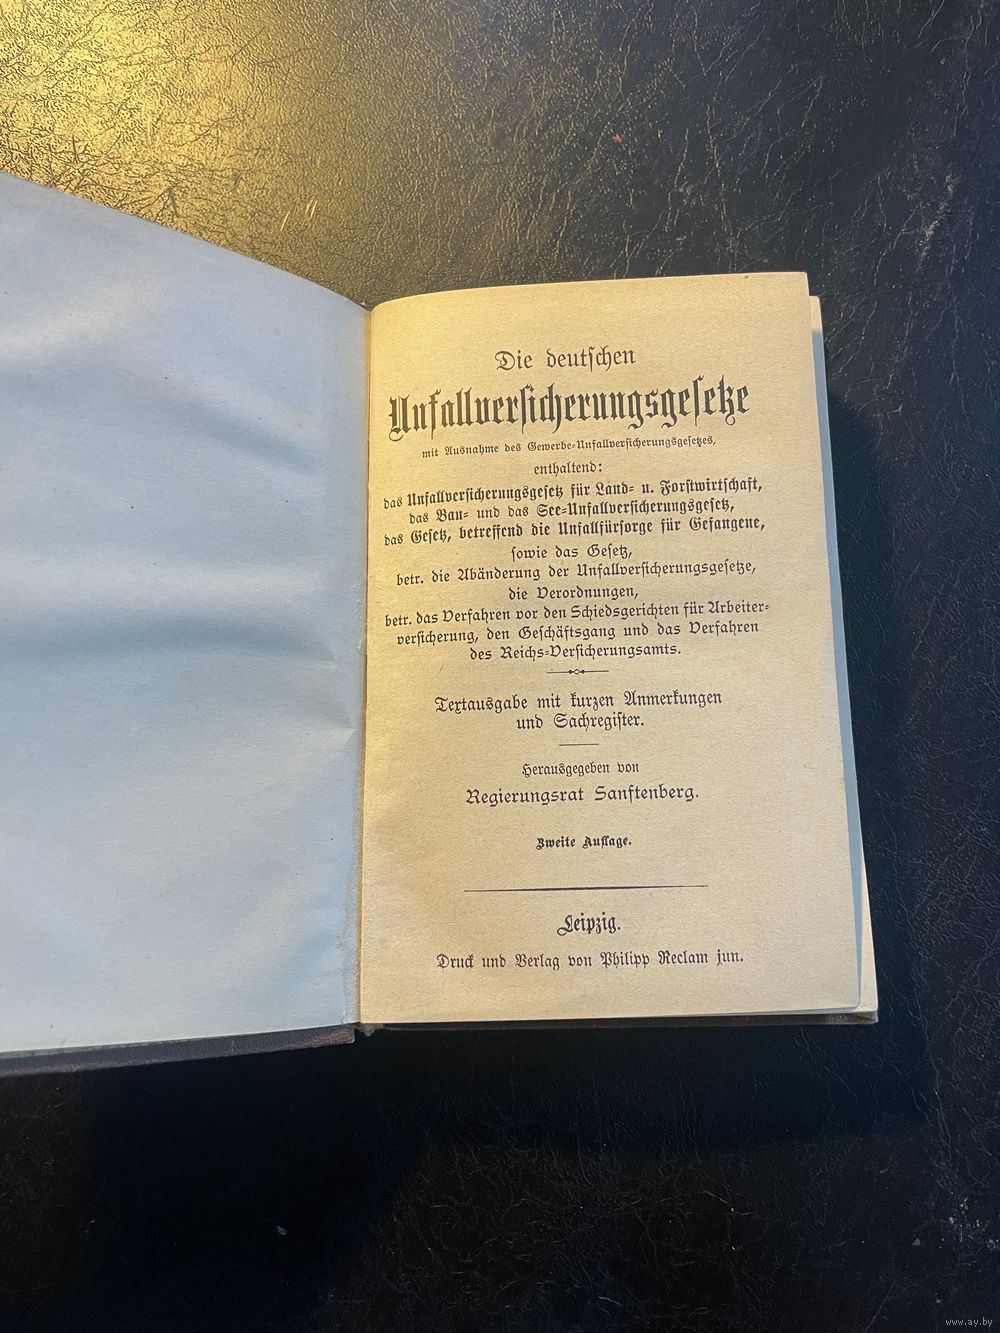 Die deutſchen
Unfallverſicherungsgeſetze
mit Ausnahme des Gewerbe-Unfallverſicherungsgeſetzes,
enthaltend:
das Unfallverſicherungsgeſetz für Land- u. Forſtwirtſchaft,
das Bau- und das See-Unfallverſicherungsgeſetz,
das Geſetz, betreffend die Unfallfürſorge für Gefangene,
ſowie das Geſetz,
betr. die Abänderung der Unfallverſicherungsgeſetze,
die Verordnungen,
betr. das Verfahren vor den Schiedsgerichten für Arbeiter-
verſicherung, den Geſchäftsgang und das Verfahren
des Reichs-Verſicherungsamts.
Textausgabe mit kurzen Anmerkungen
und Sachregiſter.
Herausgegeben von
Regierungsrat Sanftenberg.
Zweite Auflage.
Leipzig.
Druck und Verlag von Philipp Reclam jun.
www.ay.by